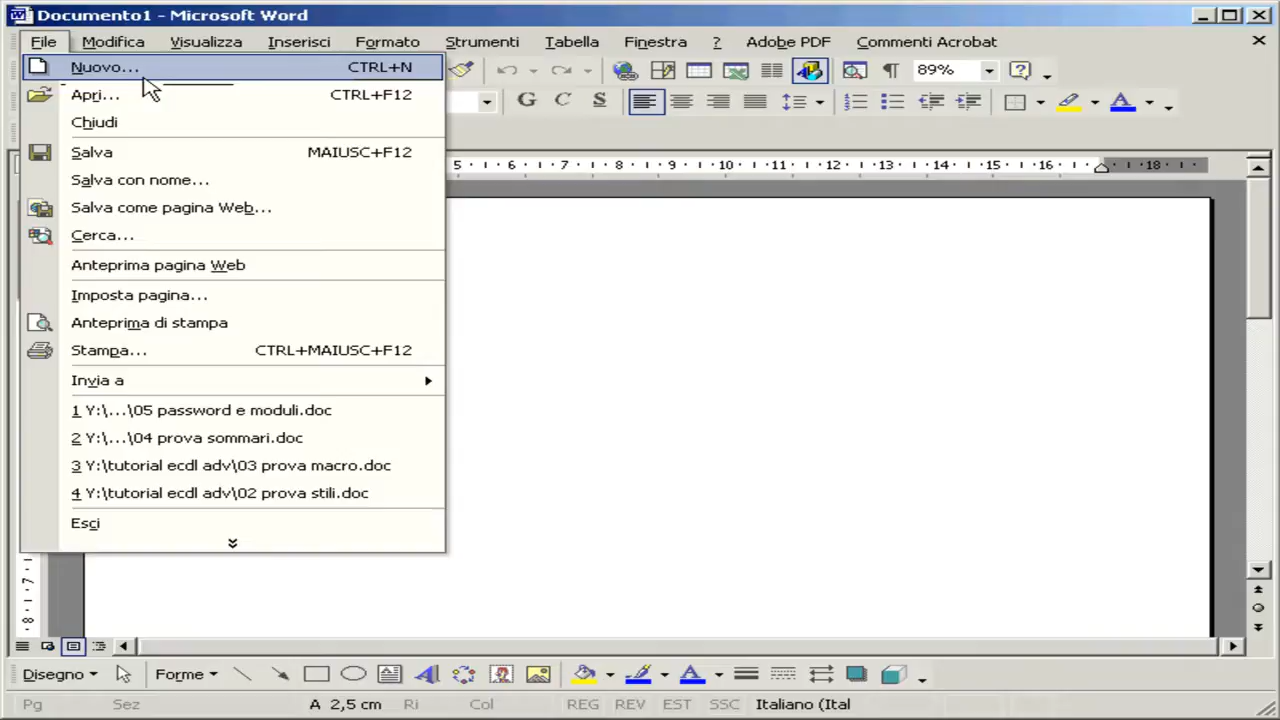 Documento1 - Microsoft Word
File Modifica Visualizza Inserisci Formato Strumenti Tabella Finestra ? Adobe PDF Commenti Acrobat
Nuovo... CTRL+N
89%
Apri... CTRL+F12
G C S
Chiudi
Salva MAIUSC+F12
5 6 7 8 9 10 11 12 13 14 15 16 18
Salva con nome...
Salva come pagina Web...
Cerca...
Anteprima pagina Web
Imposta pagina...
Anteprima di stampa
Stampa... CTRL+MAIUSC+F12
Invia a
1 Y:\...\05 password e moduli.doc
2 Y:\...\04 prova sommari.doc
3 Y:\tutorial ecdl adv\03 prova macro.doc
4 Y:\tutorial ecdl adv\02 prova stili.doc
Esci
7
8
Disegno Forme
Pg Sez A 2,5 cm Ri Col REG REV EST SSC Italiano (Ital